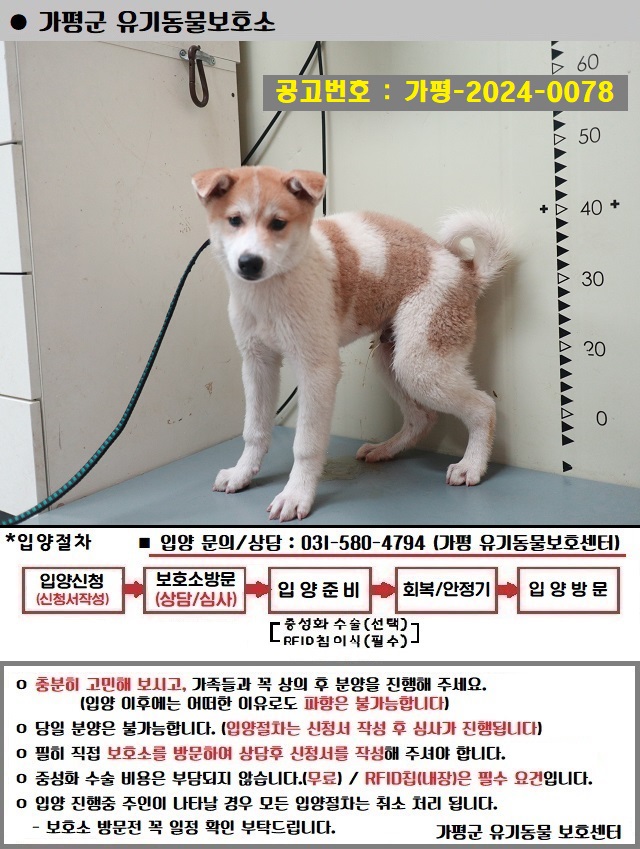 ● 가평군 유기동물보호소
공고번호 : 가평-2024-0078
60
50
+ 40 +
30
20
0
*입양절차 ■ 입양 문의/상담 : 031-580-4794 (가평 유기동물보호센터)
입양신청
(신청서작성)
보호소방문
(상담/심사)
입양준비
회복/안정기
입양방문
중성화 수술(선택)
RFID칩이식(필수)
o 충분히 고민해 보시고, 가족들과 꼭 상의 후 분양을 진행해 주세요.
(입양 이후에는 어떠한 이유로도 파양은 불가능합니다)
o 당일 분양은 불가능합니다. (입양절차는 신청서 작성 후 심사가 진행됩니다)
o 필히 직접 보호소를 방문하여 상담후 신청서를 작성해 주셔야 합니다.
o 중성화 수술 비용은 부담되지 않습니다.(무료) / RFID칩(내장)은 필수 요건입니다.
o 입양 진행중 주인이 나타날 경우 모든 입양절차는 취소 처리 됩니다.
- 보호소 방문전 꼭 일정 확인 부탁드립니다.
가평군 유기동물 보호센터